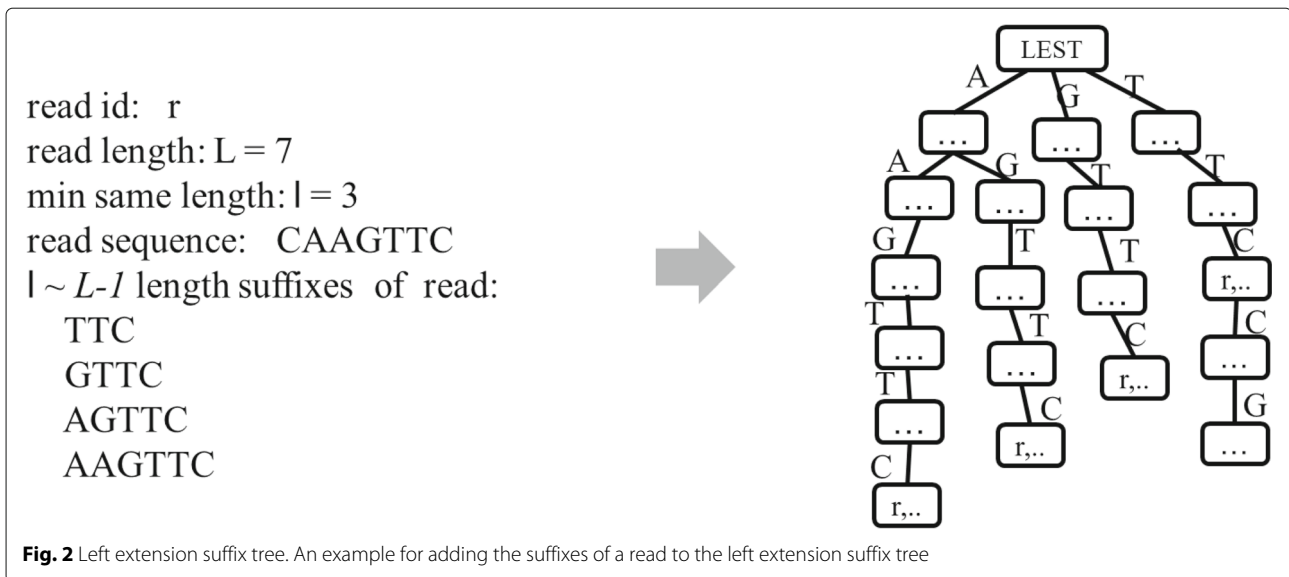 read id: r
read length: L = 7
min same length: l = 3
read sequence: CAAGTTC
l ~ L-1 length suffixes of read:
TTC
GTTC
AGTTC
AAGTTC
LEST
A G T
... ... ...
A G T T
... ... ... ...
G T T C
... ... ... r,..
T T C C
... ... r,.. ...
T C G
... r,.. ...
C
r,..
Fig. 2 Left extension suffix tree. An example for adding the suffixes of a read to the left extension suffix tree